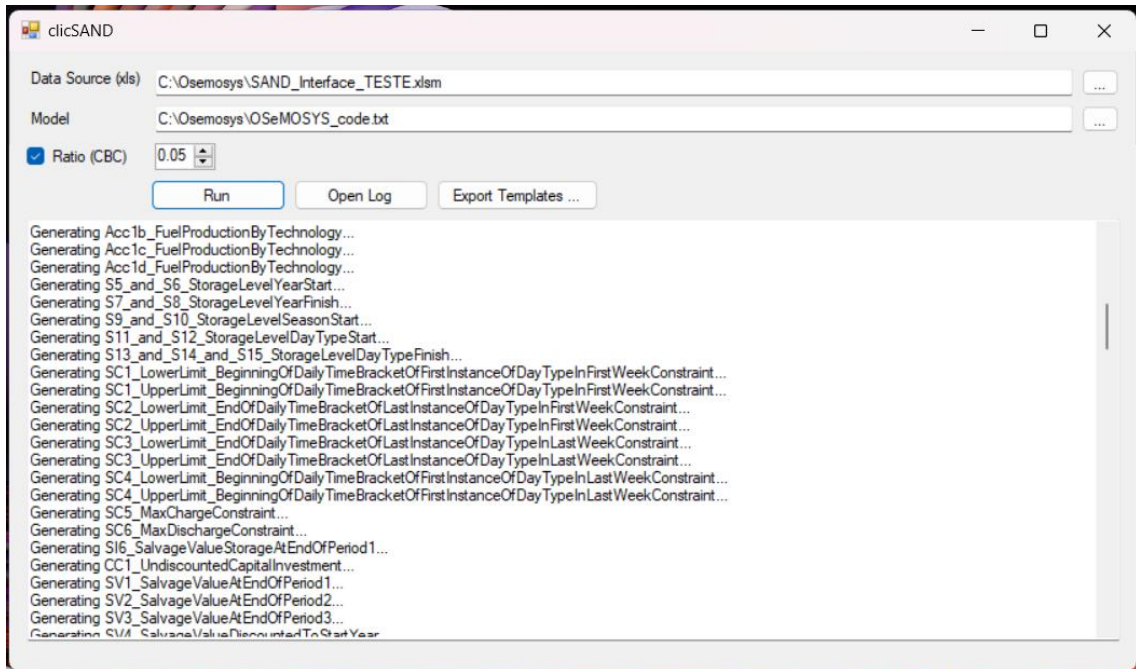 clicSAND
Data Source (xls) C:\Osemosys\SAND_Interface_TESTE.xlsm ...
Model C:\Osemosys\OSeMOSYS_code.txt ...
Ratio (CBC) 0.05
Run Open Log Export Templates ...
Generating Acc1b_FuelProductionByTechnology...
Generating Acc1c_FuelProductionByTechnology...
Generating Acc1d_FuelProductionByTechnology...
Generating S5_and_S6_StorageLevelYearStart...
Generating S7_and_S8_StorageLevelYearFinish...
Generating S9_and_S10_StorageLevelSeasonStart...
Generating S11_and_S12_StorageLevelDayTypeStart...
Generating S13_and_S14_and_S15_StorageLevelDayTypeFinish...
Generating SC1_LowerLimit_BeginningOfDailyTimeBracketOfFirstInstanceOfDayTypeInFirstWeekConstraint...
Generating SC1_UpperLimit_BeginningOfDailyTimeBracketOfFirstInstanceOfDayTypeInFirstWeekConstraint...
Generating SC2_LowerLimit_EndOfDailyTimeBracketOfLastInstanceOfDayTypeInFirstWeekConstraint...
Generating SC2_UpperLimit_EndOfDailyTimeBracketOfLastInstanceOfDayTypeInFirstWeekConstraint...
Generating SC3_LowerLimit_EndOfDailyTimeBracketOfLastInstanceOfDayTypeInLastWeekConstraint...
Generating SC3_UpperLimit_EndOfDailyTimeBracketOfLastInstanceOfDayTypeInLastWeekConstraint...
Generating SC4_LowerLimit_BeginningOfDailyTimeBracketOfFirstInstanceOfDayTypeInLastWeekConstraint...
Generating SC4_UpperLimit_BeginningOfDailyTimeBracketOfFirstInstanceOfDayTypeInLastWeekConstraint...
Generating SC5_MaxChargeConstraint...
Generating SC6_MaxDischargeConstraint...
Generating SI6_SalvageValueStorageAtEndOfPeriod1...
Generating CC1_UndiscountedCapitalInvestment...
Generating SV1_SalvageValueAtEndOfPeriod1...
Generating SV2_SalvageValueAtEndOfPeriod2...
Generating SV3_SalvageValueAtEndOfPeriod3...
Generating SV4_SalvageValueDiscountedToStartYear